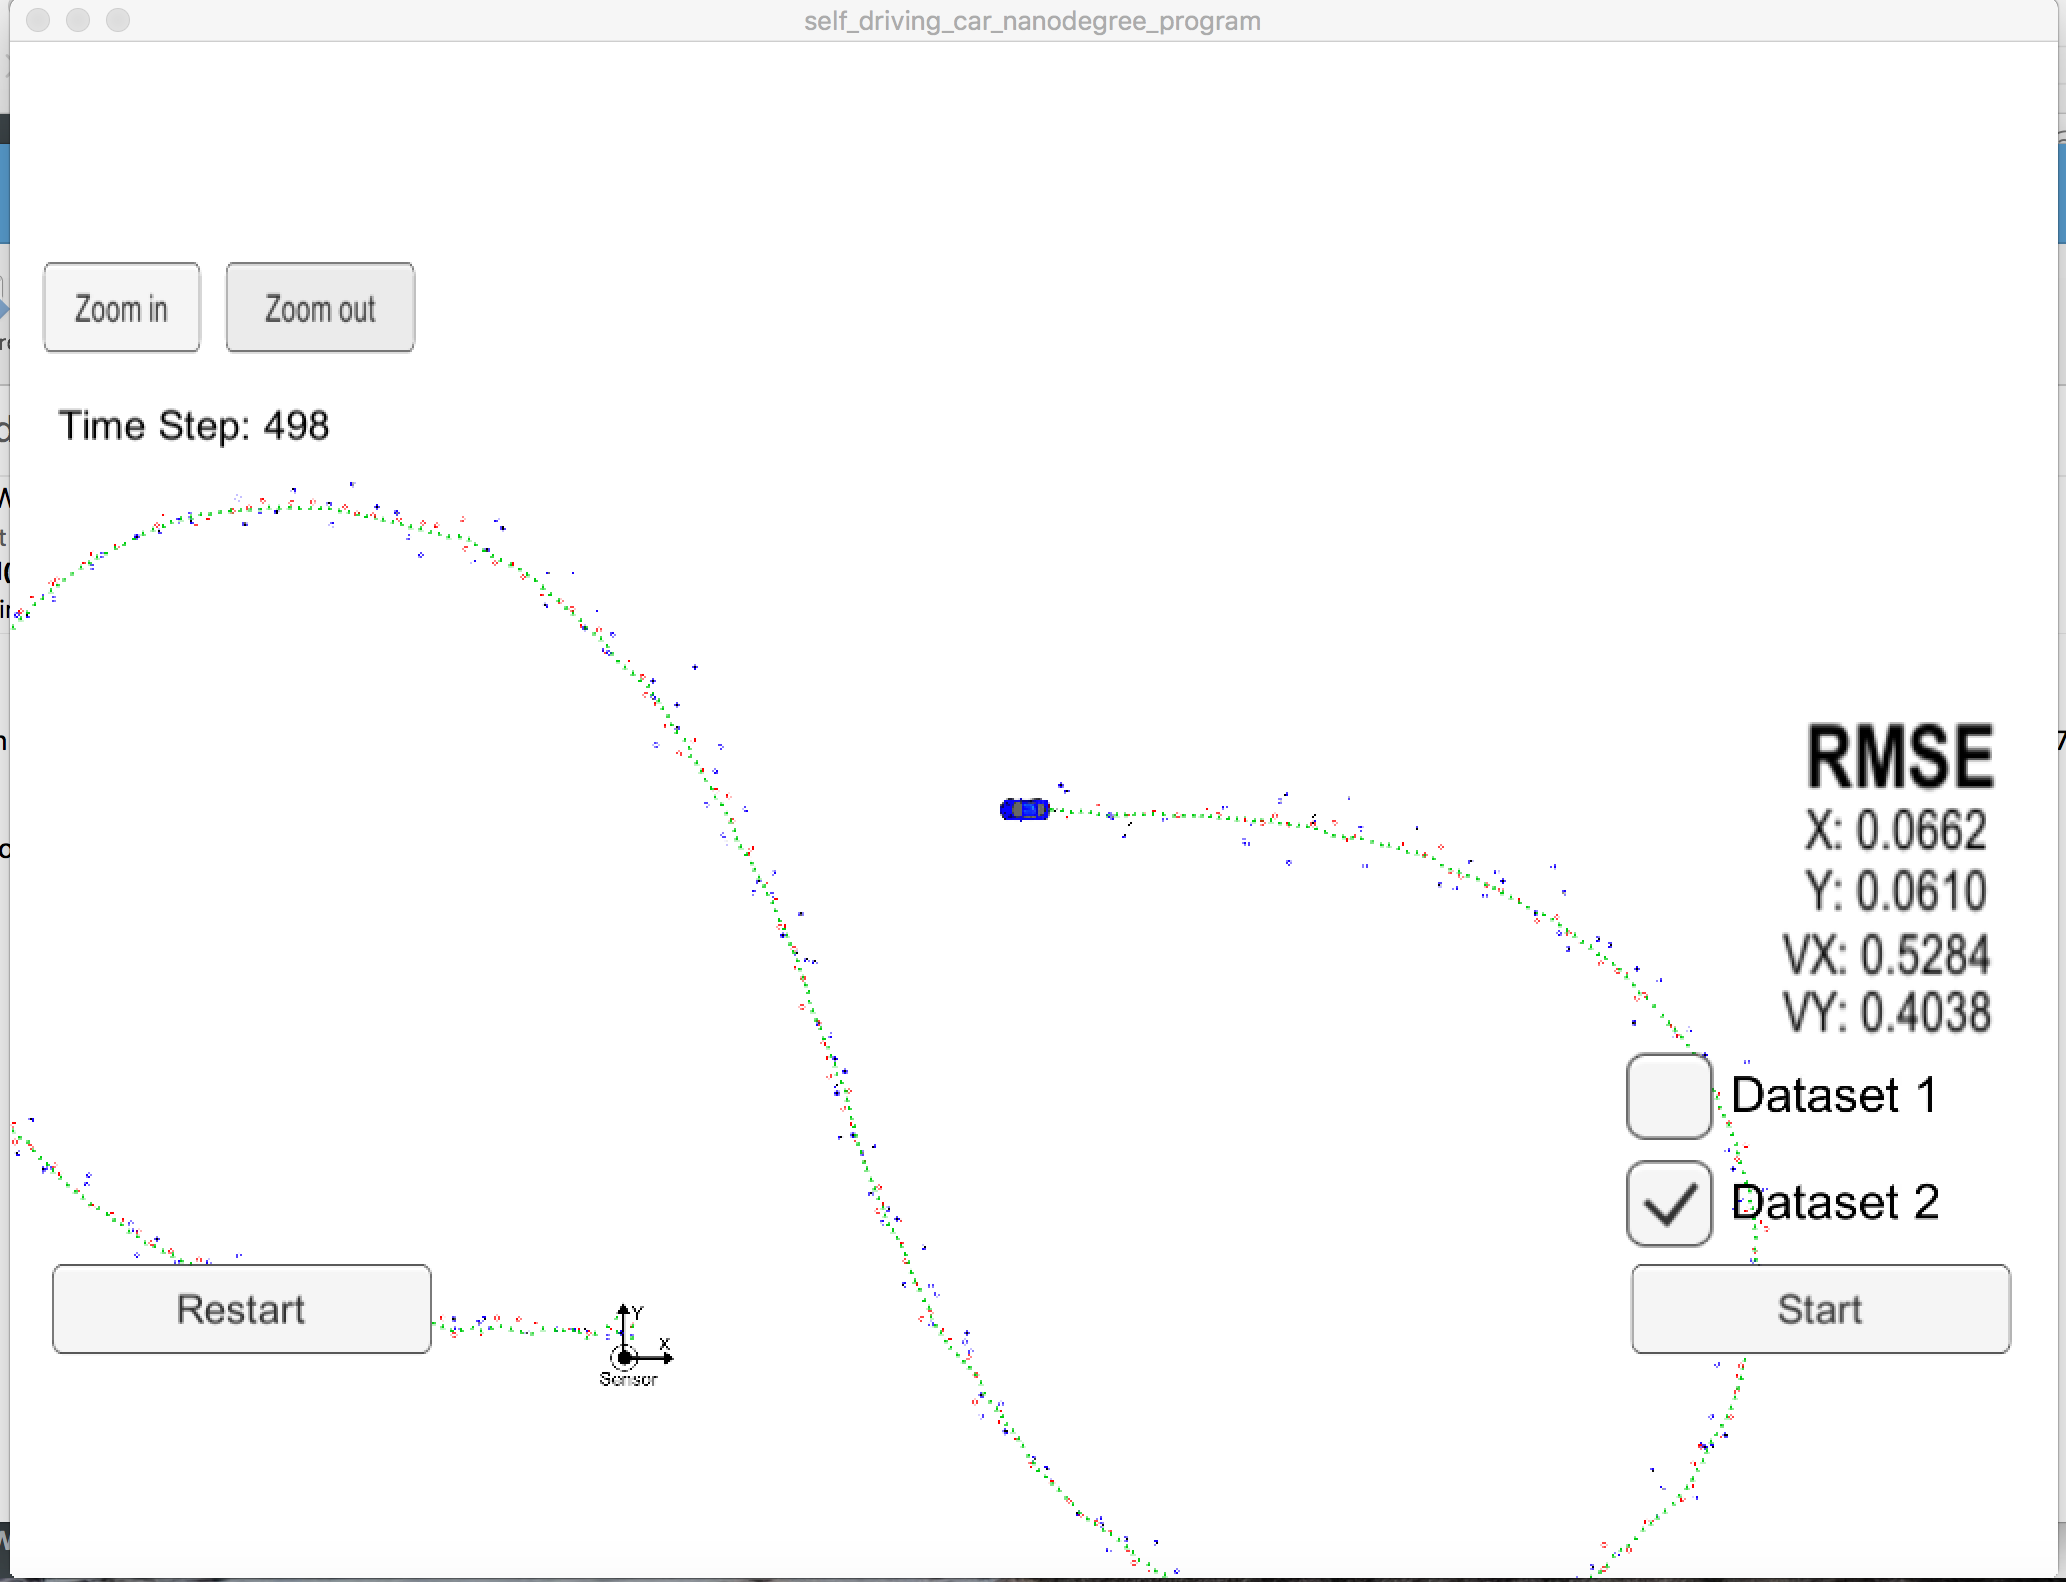 self_driving_car_nanodegree_program
Zoom in
Zoom out
Time Step: 498
RMSE
X: 0.0662
Y: 0.0610
VX: 0.5284
VY: 0.4038
Dataset 1
Dataset 2
Restart
Start
Y
X
Sensor